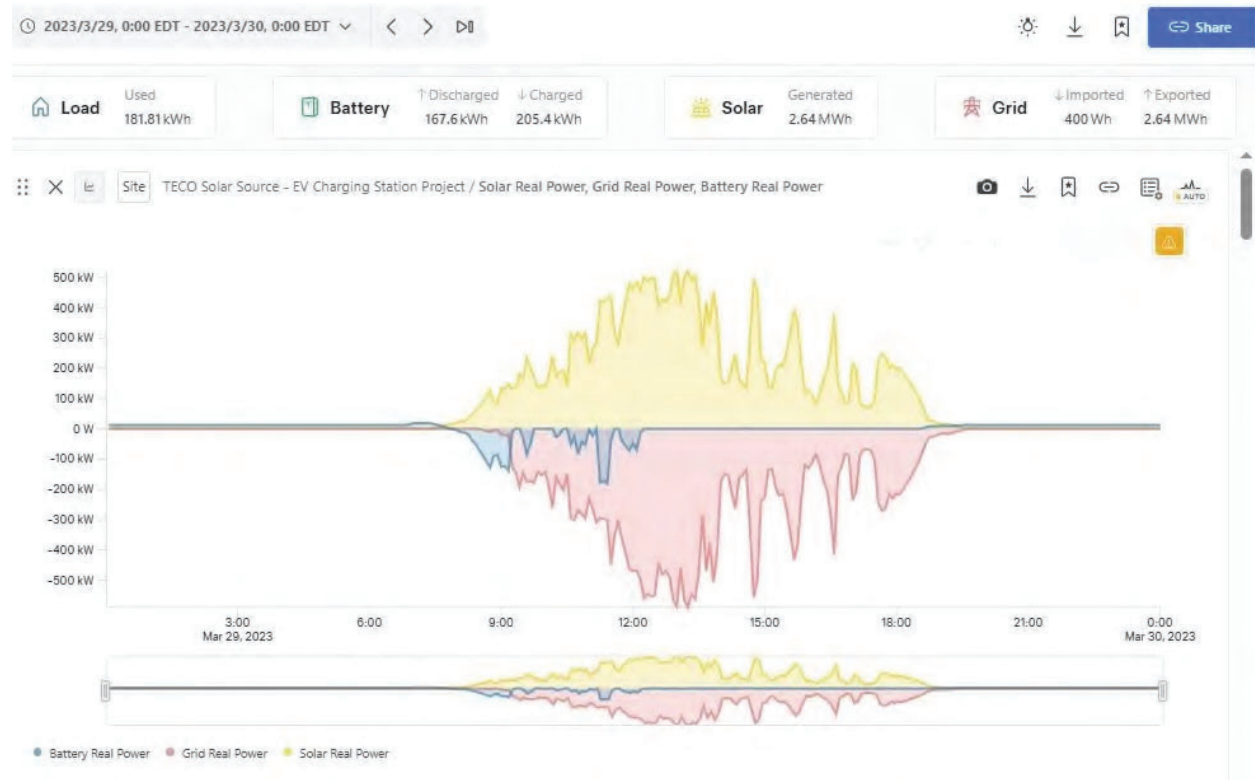 2023/3/29, 0:00 EDT - 2023/3/30, 0:00 EDT
Share
Load Used 181.81 kWh
Battery ↑ Discharged 167.6 kWh ↓ Charged 205.4 kWh
Solar Generated 2.64 MWh
Grid ↓ Imported 400 Wh ↑ Exported 2.64 MWh
Site TECO Solar Source - EV Charging Station Project / Solar Real Power, Grid Real Power, Battery Real Power
AUTO
500 kW
400 kW
300 kW
200 kW
100 kW
0 W
-100 kW
-200 kW
-300 kW
-400 kW
-500 kW
3:00 6:00 9:00 12:00 15:00 18:00 21:00 0:00
Mar 29, 2023 Mar 30, 2023
Battery Real Power Grid Real Power Solar Real Power